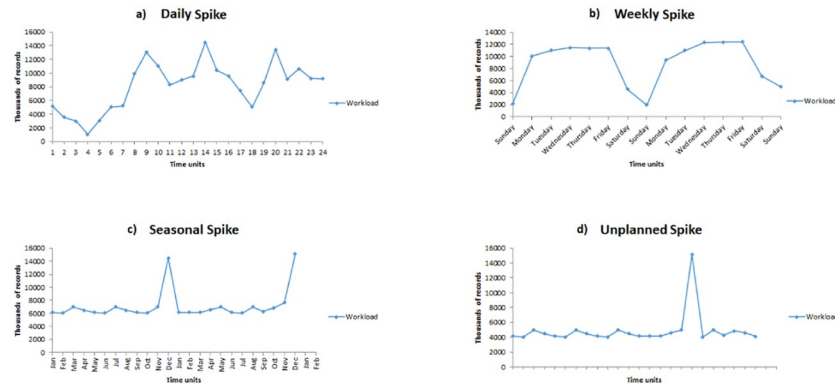 a) Daily Spike
16000
14000
12000
10000
8000
6000
4000
2000
0
Thousands of records
1 2 3 4 5 6 7 8 9 10 11 12 13 14 15 16 17 18 19 20 21 22 23 24
Time units
Workload
b) Weekly Spike
14000
12000
10000
8000
6000
4000
2000
0
Thousands of records
Sunday Monday Tuesday Wednesday Thursday Friday Saturday Sunday Monday Tuesday Wednesday Thursday Friday Saturday Sunday
Time units
Workload
c) Seasonal Spike
16000
14000
12000
10000
8000
6000
4000
2000
0
Thousands of records
Jan Feb Mar Apr May Jun Jul Aug Sep Oct Nov Dec Jan Feb Mar Apr May Jun Jul Aug Sep Oct Nov Dec Jan Feb
Time units
Workload
d) Unplanned Spike
16000
14000
12000
10000
8000
6000
4000
2000
0
Thousands of records
Time units
Workload